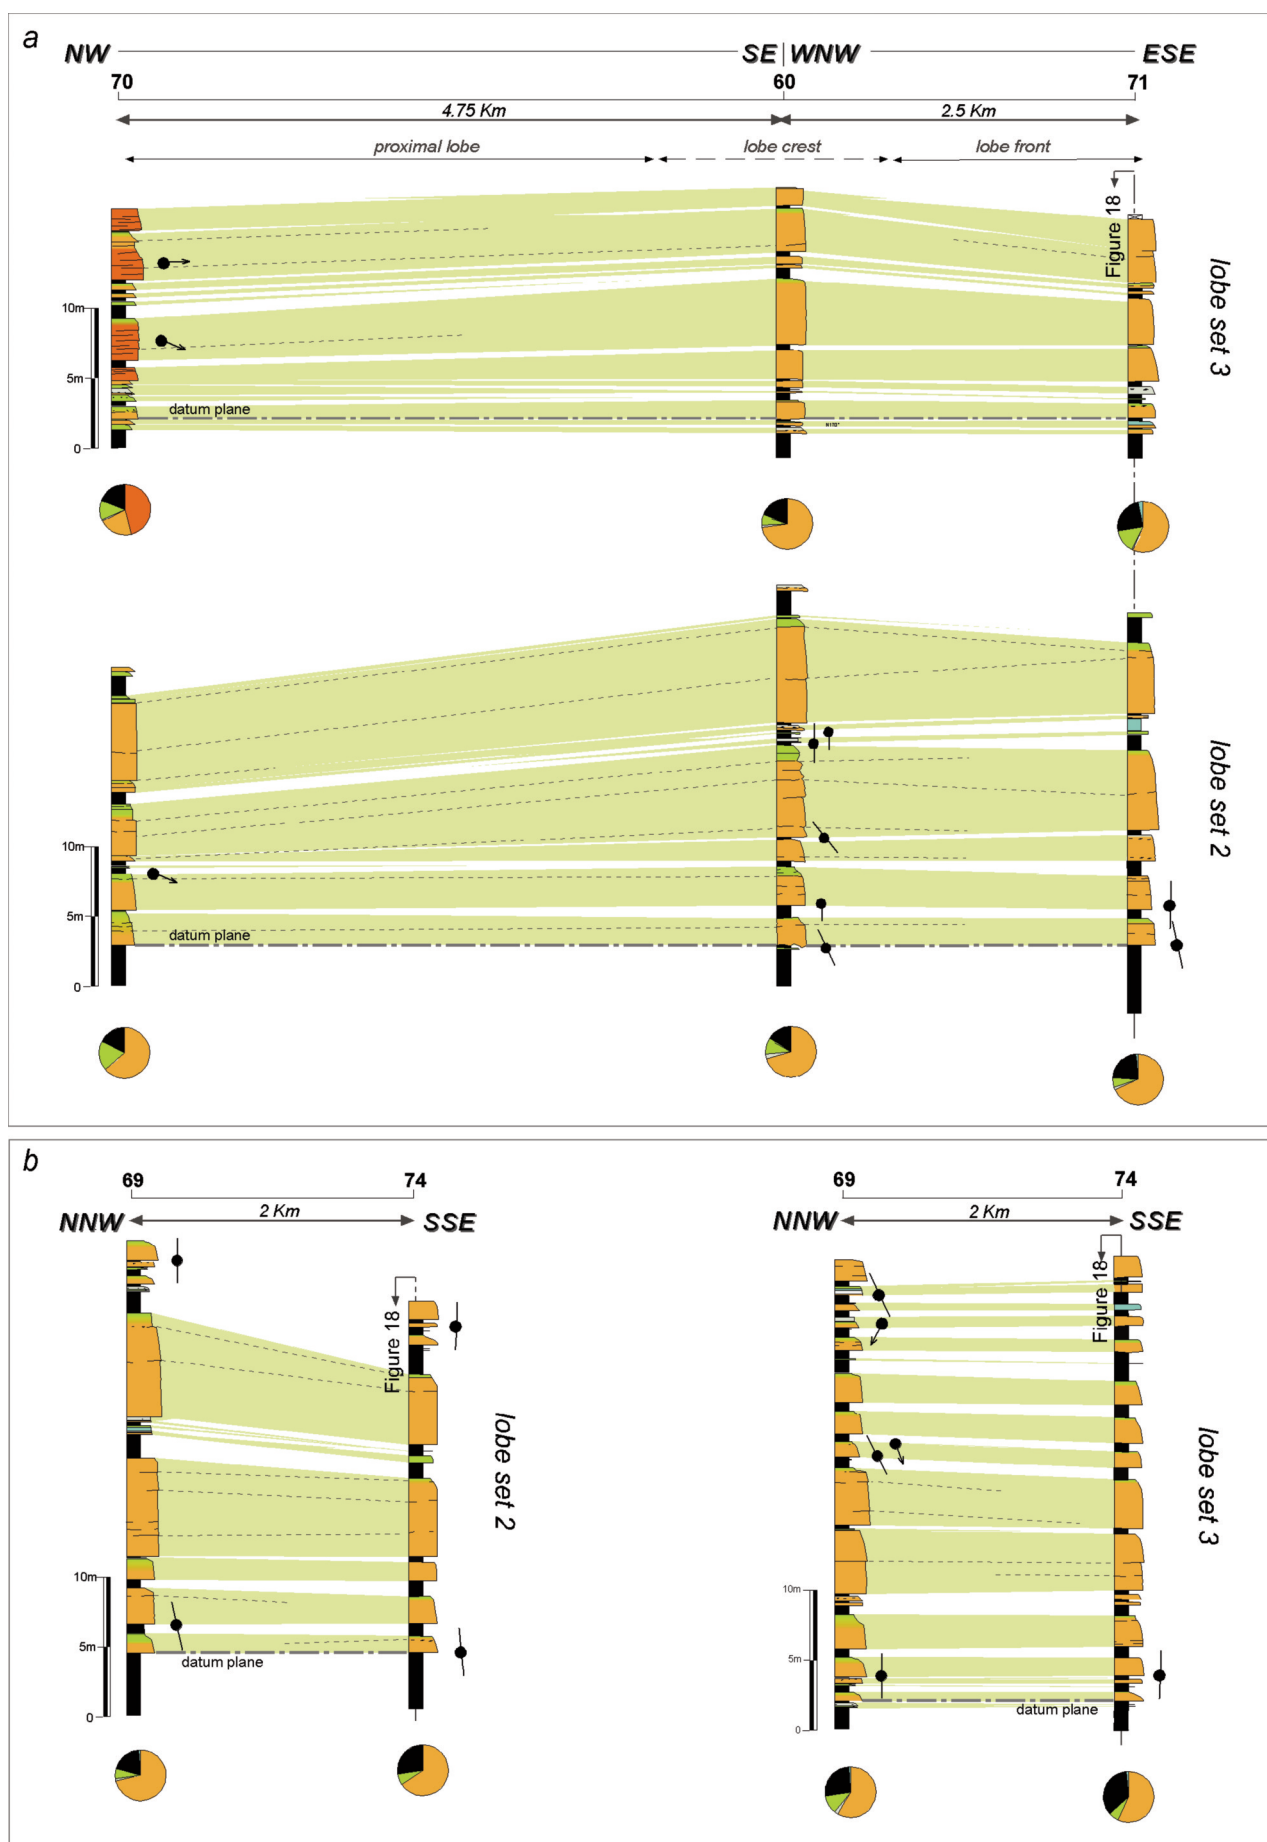 a
NW SE WNW ESE
70 60 71
4.75 Km 2.5 Km
proximal lobe lobe crest lobe front
Figure 18
lobe set 3
10m
5m
datum plane
0
lobe set 2
10m
5m
datum plane
0
b
69 74
NNW 2 Km SSE
Figure 18
lobe set 2
10m
5m
datum plane
0
69 74
NNW 2 Km SSE
Figure 18
lobe set 3
10m
5m
datum plane
0